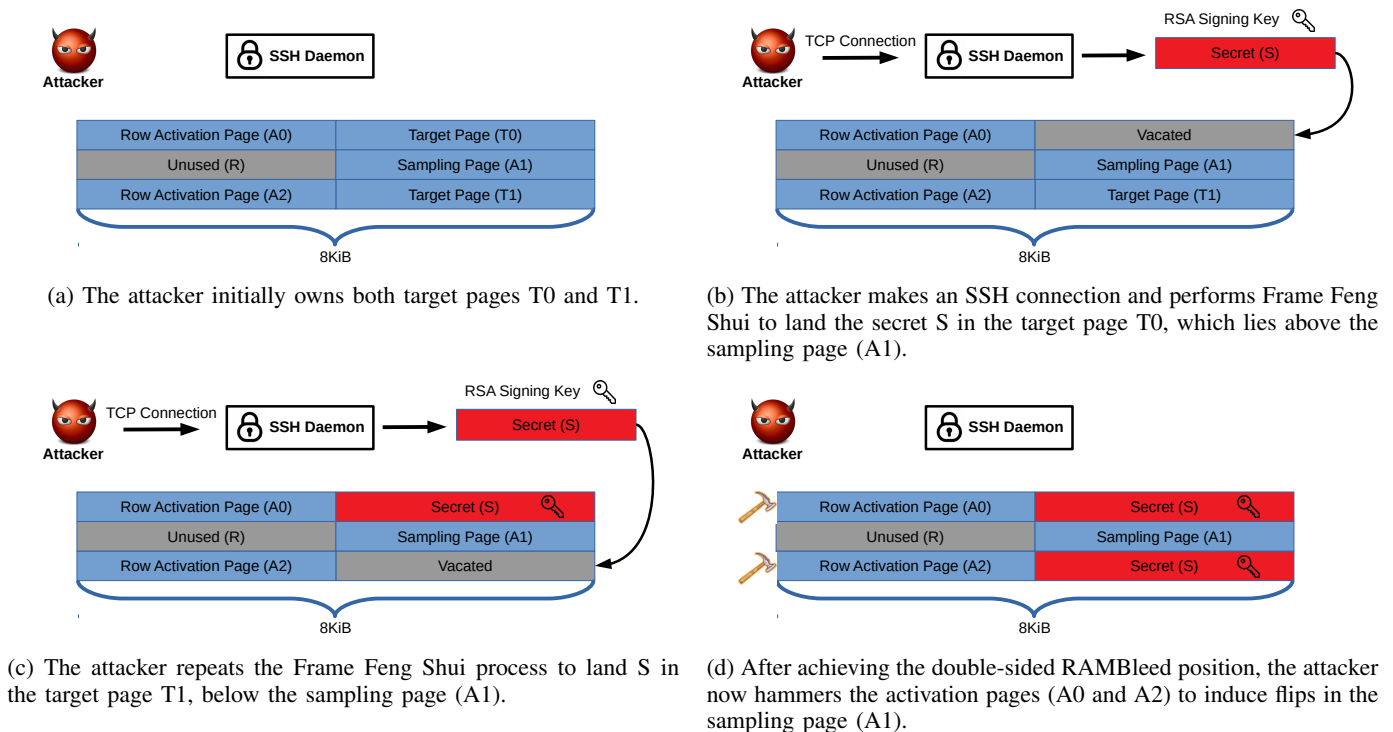 Attacker
SSH Daemon
Row Activation Page (A0)
Target Page (T0)
Unused (R)
Sampling Page (A1)
Row Activation Page (A2)
Target Page (T1)
8KiB
(a) The attacker initially owns both target pages T0 and T1.
RSA Signing Key
TCP Connection
Attacker
SSH Daemon
Secret (S)
Row Activation Page (A0)
Vacated
Unused (R)
Sampling Page (A1)
Row Activation Page (A2)
Target Page (T1)
8KiB
(b) The attacker makes an SSH connection and performs Frame Feng
Shui to land the secret S in the target page T0, which lies above the
sampling page (A1).
RSA Signing Key
TCP Connection
Attacker
SSH Daemon
Secret (S)
Row Activation Page (A0)
Secret (S)
Unused (R)
Sampling Page (A1)
Row Activation Page (A2)
Vacated
8KiB
(c) The attacker repeats the Frame Feng Shui process to land S in
the target page T1, below the sampling page (A1).
Attacker
SSH Daemon
Row Activation Page (A0)
Secret (S)
Unused (R)
Sampling Page (A1)
Row Activation Page (A2)
Secret (S)
8KiB
(d) After achieving the double-sided RAMBleed position, the attacker
now hammers the activation pages (A0 and A2) to induce flips in the
sampling page (A1).